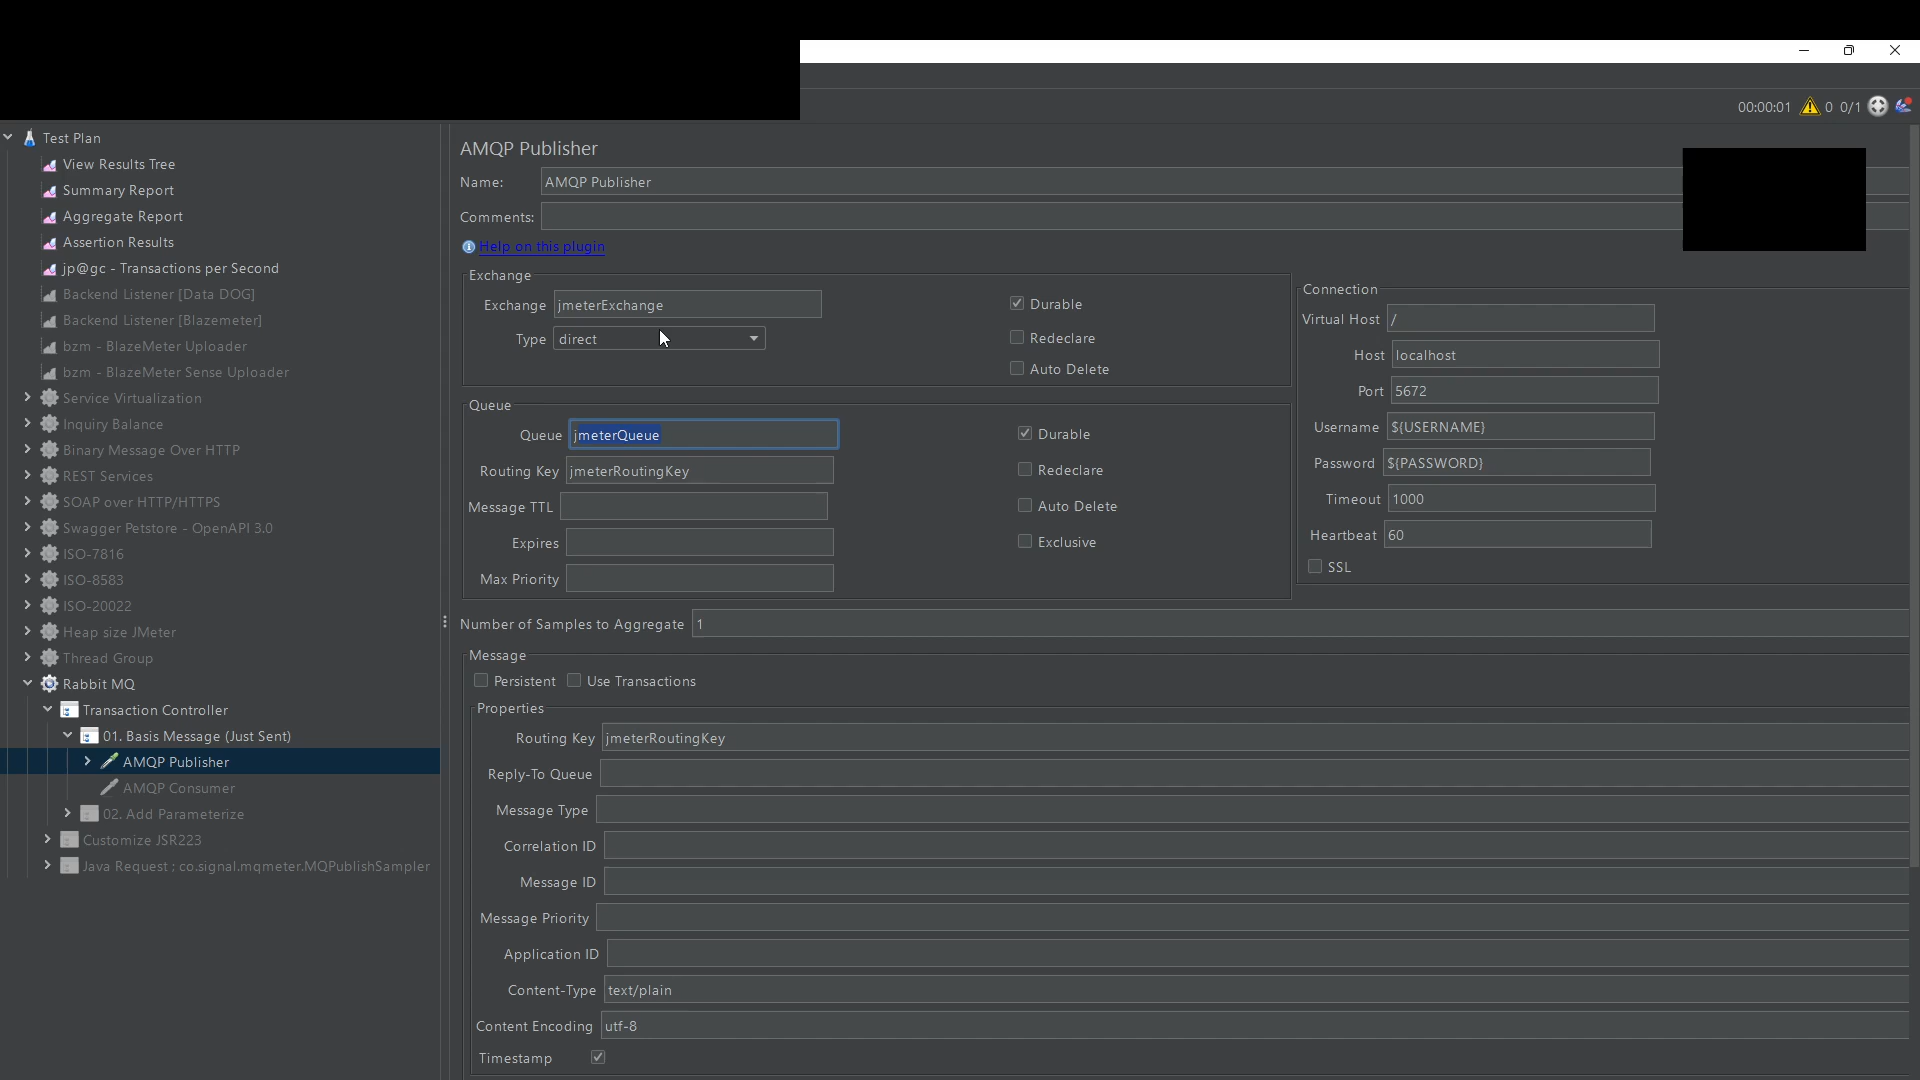 00:00:01 0 0/1
Test Plan
View Results Tree
Summary Report
Aggregate Report
Assertion Results
jp@gc - Transactions per Second
Backend Listener [Data DOG]
Backend Listener [Blazemeter]
bzm - BlazeMeter Uploader
bzm - BlazeMeter Sense Uploader
Service Virtualization
Inquiry Balance
Binary Message Over HTTP
REST Services
SOAP over HTTP/HTTPS
Swagger Petstore - OpenAPI 3.0
ISO-7816
ISO-8583
ISO-20022
Heap size JMeter
Thread Group
Rabbit MQ
Transaction Controller
01. Basis Message (Just Sent)
AMQP Publisher
AMQP Consumer
02. Add Parameterize
Customize JSR223
Java Request ; co.signal.mqmeter.MQPublishSampler
AMQP Publisher
Name: AMQP Publisher
Comments:
Help on this plugin
Exchange
Exchange jmeterExchange
Type direct
Durable
Redeclare
Auto Delete
Queue
Queue jmeterQueue
Routing Key jmeterRoutingKey
Message TTL
Expires
Max Priority
Durable
Redeclare
Auto Delete
Exclusive
Connection
Virtual Host /
Host localhost
Port 5672
Username ${USERNAME}
Password ${PASSWORD}
Timeout 1000
Heartbeat 60
SSL
Number of Samples to Aggregate 1
Message
Persistent Use Transactions
Properties
Routing Key jmeterRoutingKey
Reply-To Queue
Message Type
Correlation ID
Message ID
Message Priority
Application ID
Content-Type text/plain
Content Encoding utf-8
Timestamp